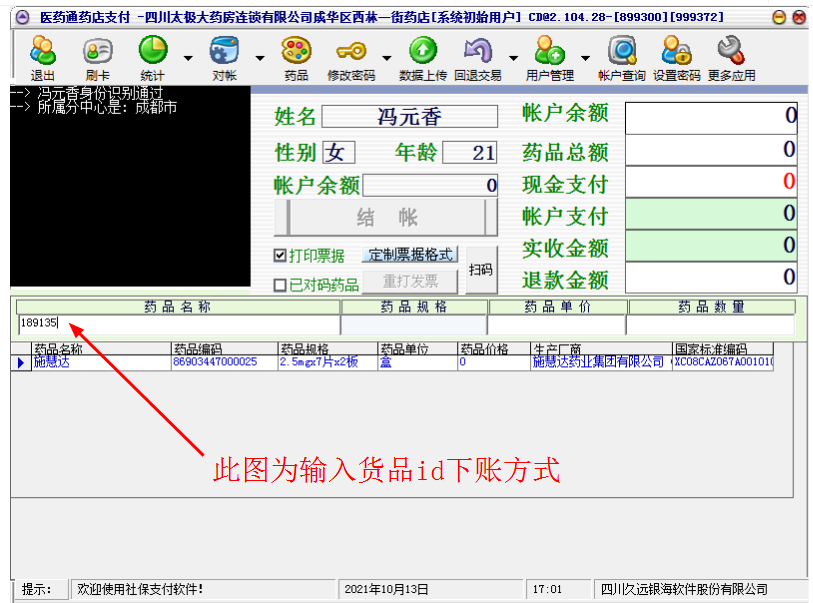 医药通药店支付 -四川太极大药房连锁有限公司成华区西林一街药店[系统初始用户] CD@2.104.28-[899300][999372]
退出 刷卡 统计 对帐 药品 修改密码 数据上传 回退交易 用户管理 帐户查询 设置密码 更多应用
--> 冯元香身份识别通过
--> 所属分中心是: 成都市
姓名 冯元香 帐户余额 0
性别 女 年龄 21 药品总额 0
帐户余额 0 现金支付 0
结 帐 帐户支付 0
打印票据 定制票据格式 扫码 实收金额 0
已对码药品 重打发票 退款金额 0
药品名称 药品规格 药品单价 药品数量
189135
药品名称 药品编码 药品规格 药品单位 药品价格 生产厂商 国家标准编码
施慧达 86903447000025 2.5mgx7片x2板 盒 0 施慧达药业集团有限公司 XC08CAZ067A001010
此图为输入货品id下账方式
提示: 欢迎使用社保支付软件! 2021年10月13日 17:01 四川久远银海软件股份有限公司